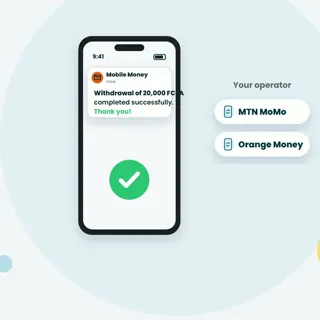 9:41
Mobile Money
Withdrawal of 20,000 FCFA
completed successfully.
Thank you!
Your operator
MTN MoMo
Orange Money